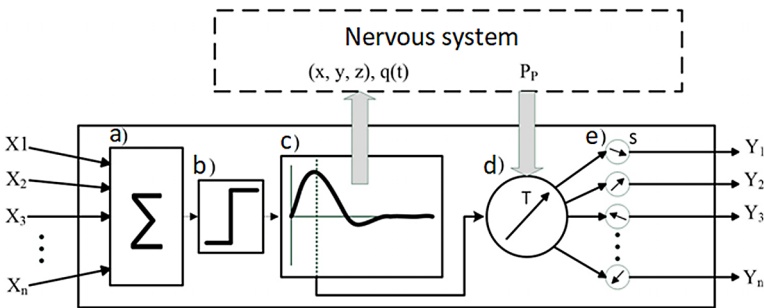 Nervous system
(x, y, z), q(t)
P_P
a)
b)
c)
d)
e)
s
X1
X₂
X₃
Xₙ
Σ
T
Y₁
Y₂
Y₃
Yₙ